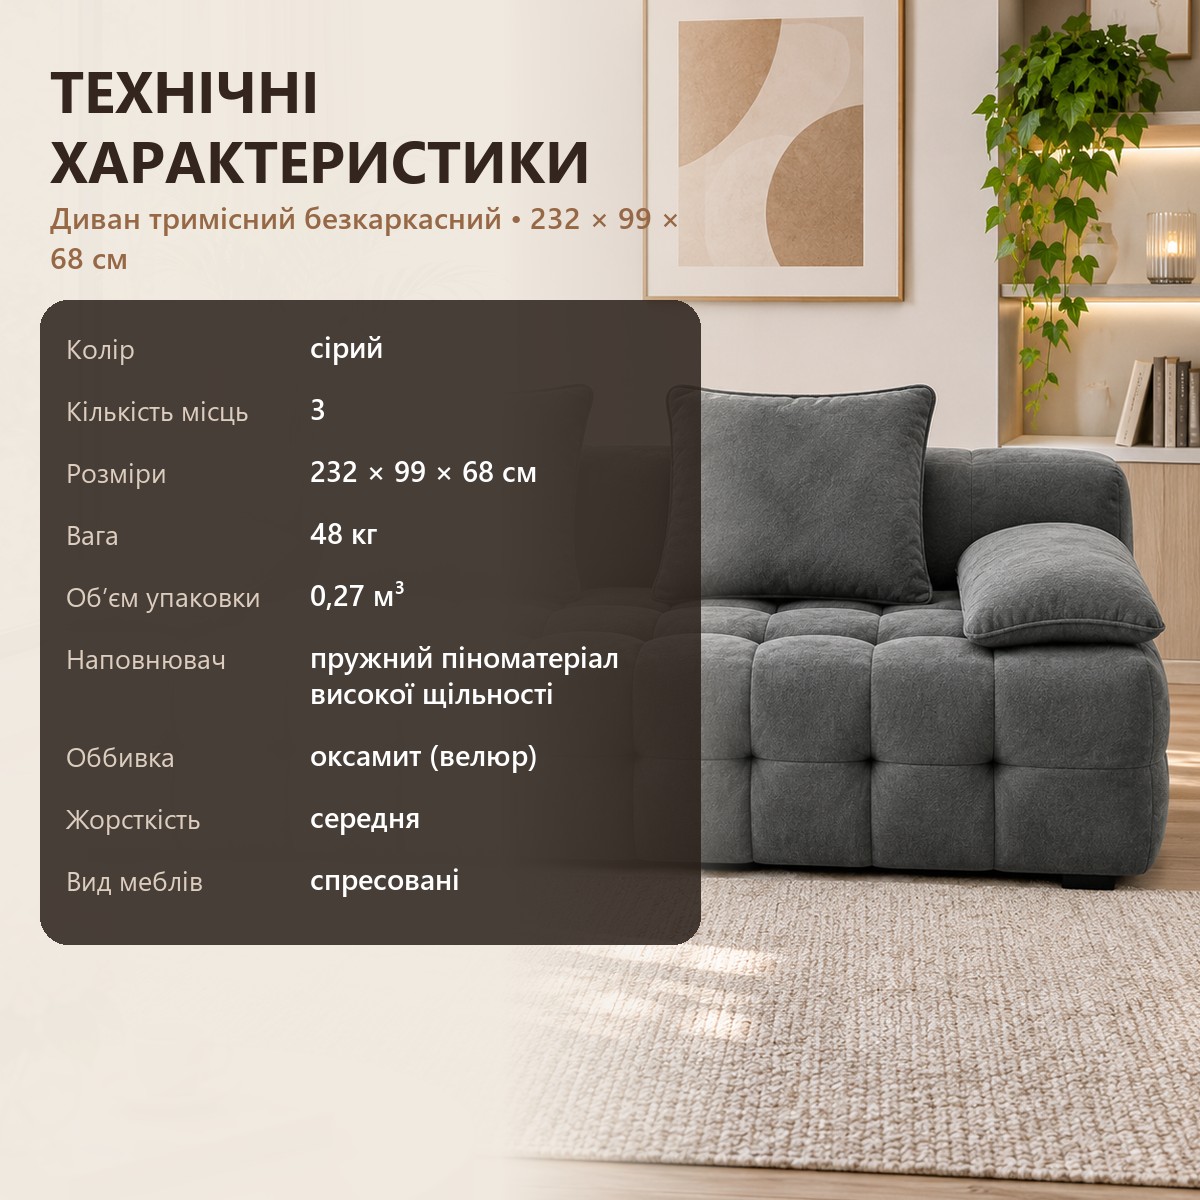 ТЕХНІЧНІ
ХАРАКТЕРИСТИКИ
Диван тримісний безкаркасний • 232 × 99 ×
68 см
Колір сірий
Кількість місць 3
Розміри 232 × 99 × 68 см
Вага 48 кг
Об’єм упаковки 0,27 м³
Наповнювач пружний піноматеріал
високої щільності
Оббивка оксамит (велюр)
Жорсткість середня
Вид меблів спресовані